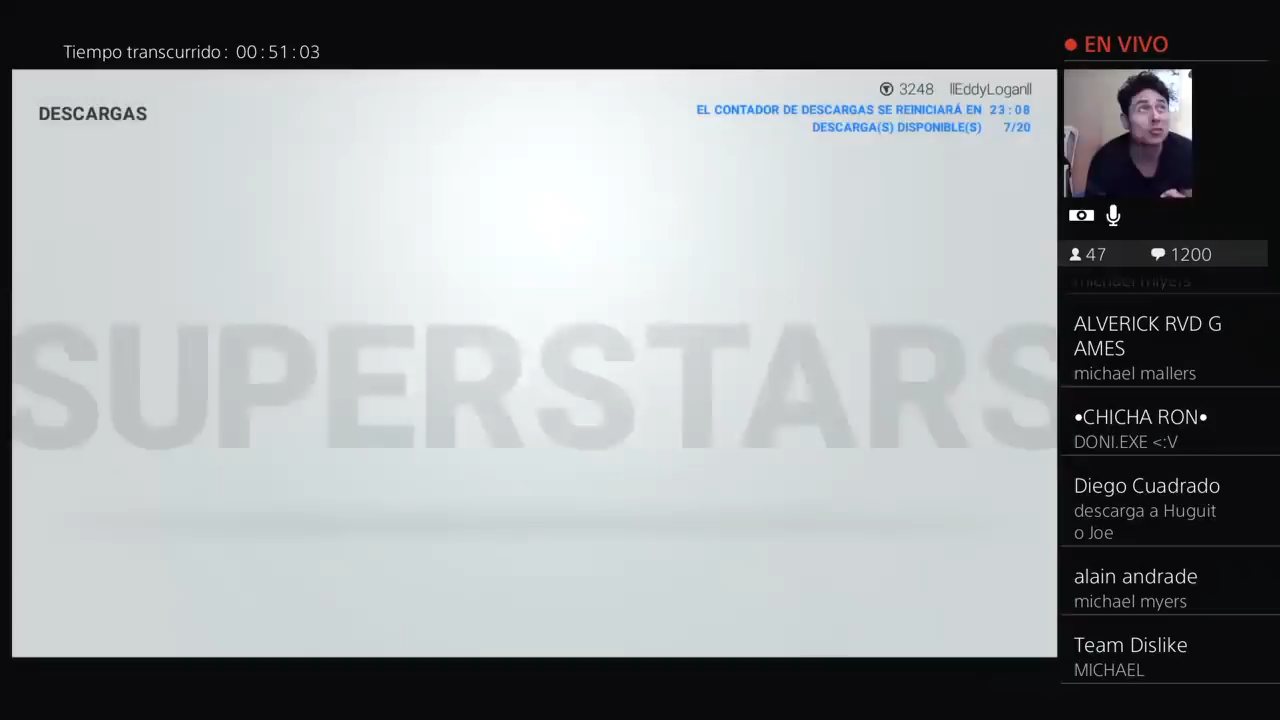 Tiempo transcurrido: 00:51:03
EN VIVO
3248 llEddyLoganll
DESCARGAS
EL CONTADOR DE DESCARGAS SE REINICIARÁ EN 23:08
DESCARGA(S) DISPONIBLE(S) 7/20
SUPERSTARS
47 1200
michael miyers
ALVERICK RVD G
AMES
michael mallers
•CHICHA RON•
DONI.EXE <:V
Diego Cuadrado
descarga a Huguit
o Joe
alain andrade
michael myers
Team Dislike
MICHAEL